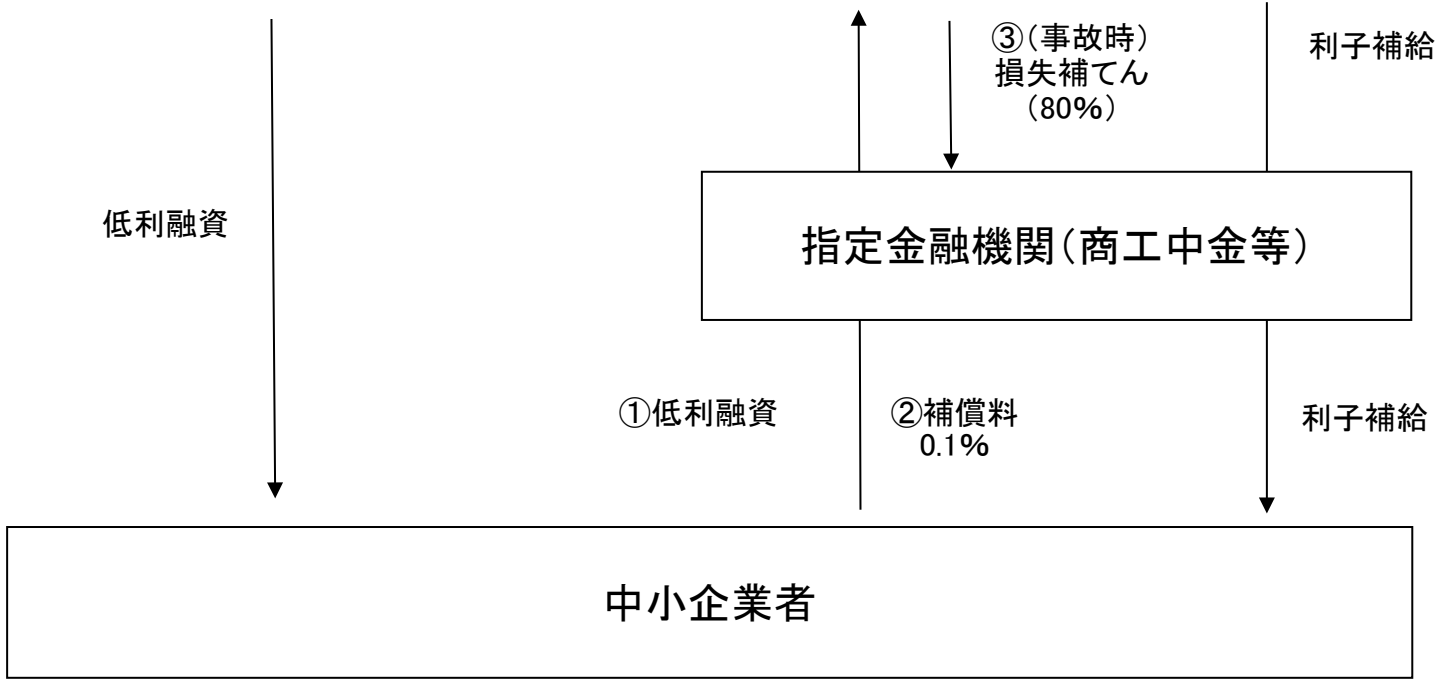 ③(事故時)
損失補てん
(80%)
利子補給
低利融資
指定金融機関(商工中金等)
①低利融資
②補償料
0.1%
利子補給
中小企業者